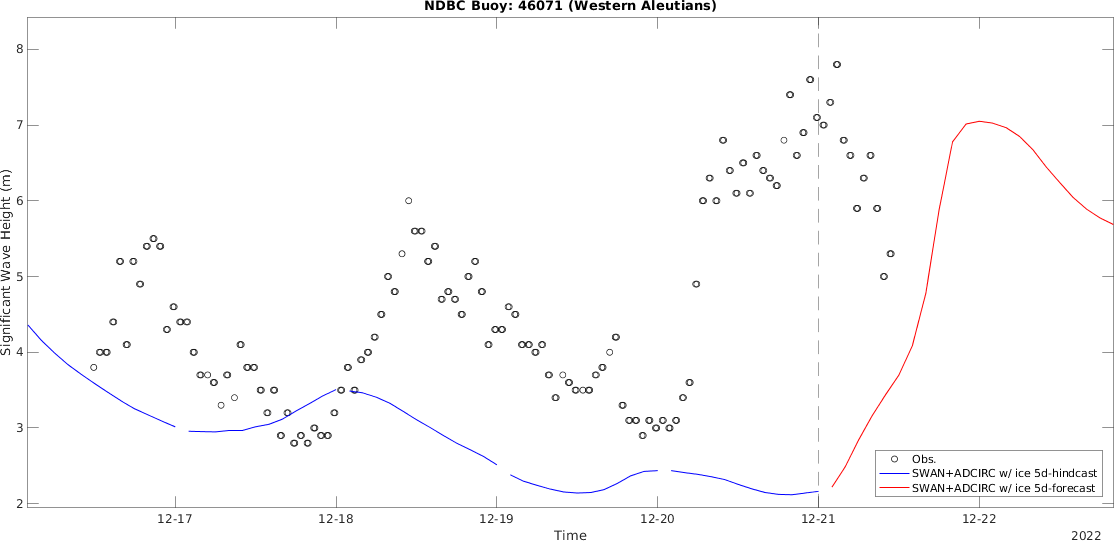 NDBC Buoy: 46071 (Western Aleutians)
Significant Wave Height (m)
8
7
6
5
4
3
2
Obs.
SWAN+ADCIRC w/ ice 5d-hindcast
SWAN+ADCIRC w/ ice 5d-forecast
12-17
12-18
12-19
12-20
12-21
12-22
Time
2022